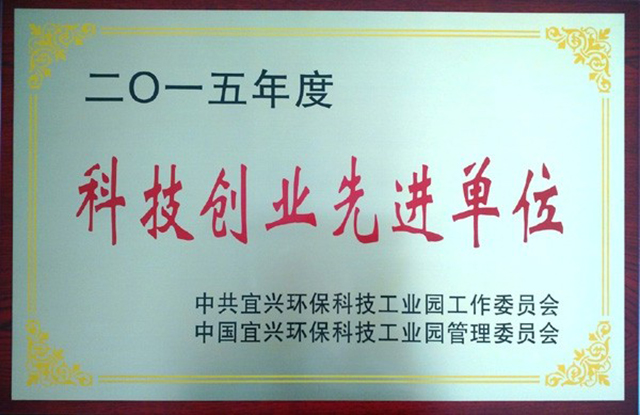 二〇一五年度
科技创业先进单位
中共宜兴环保科技工业园工作委员会
中国宜兴环保科技工业园管理委员会